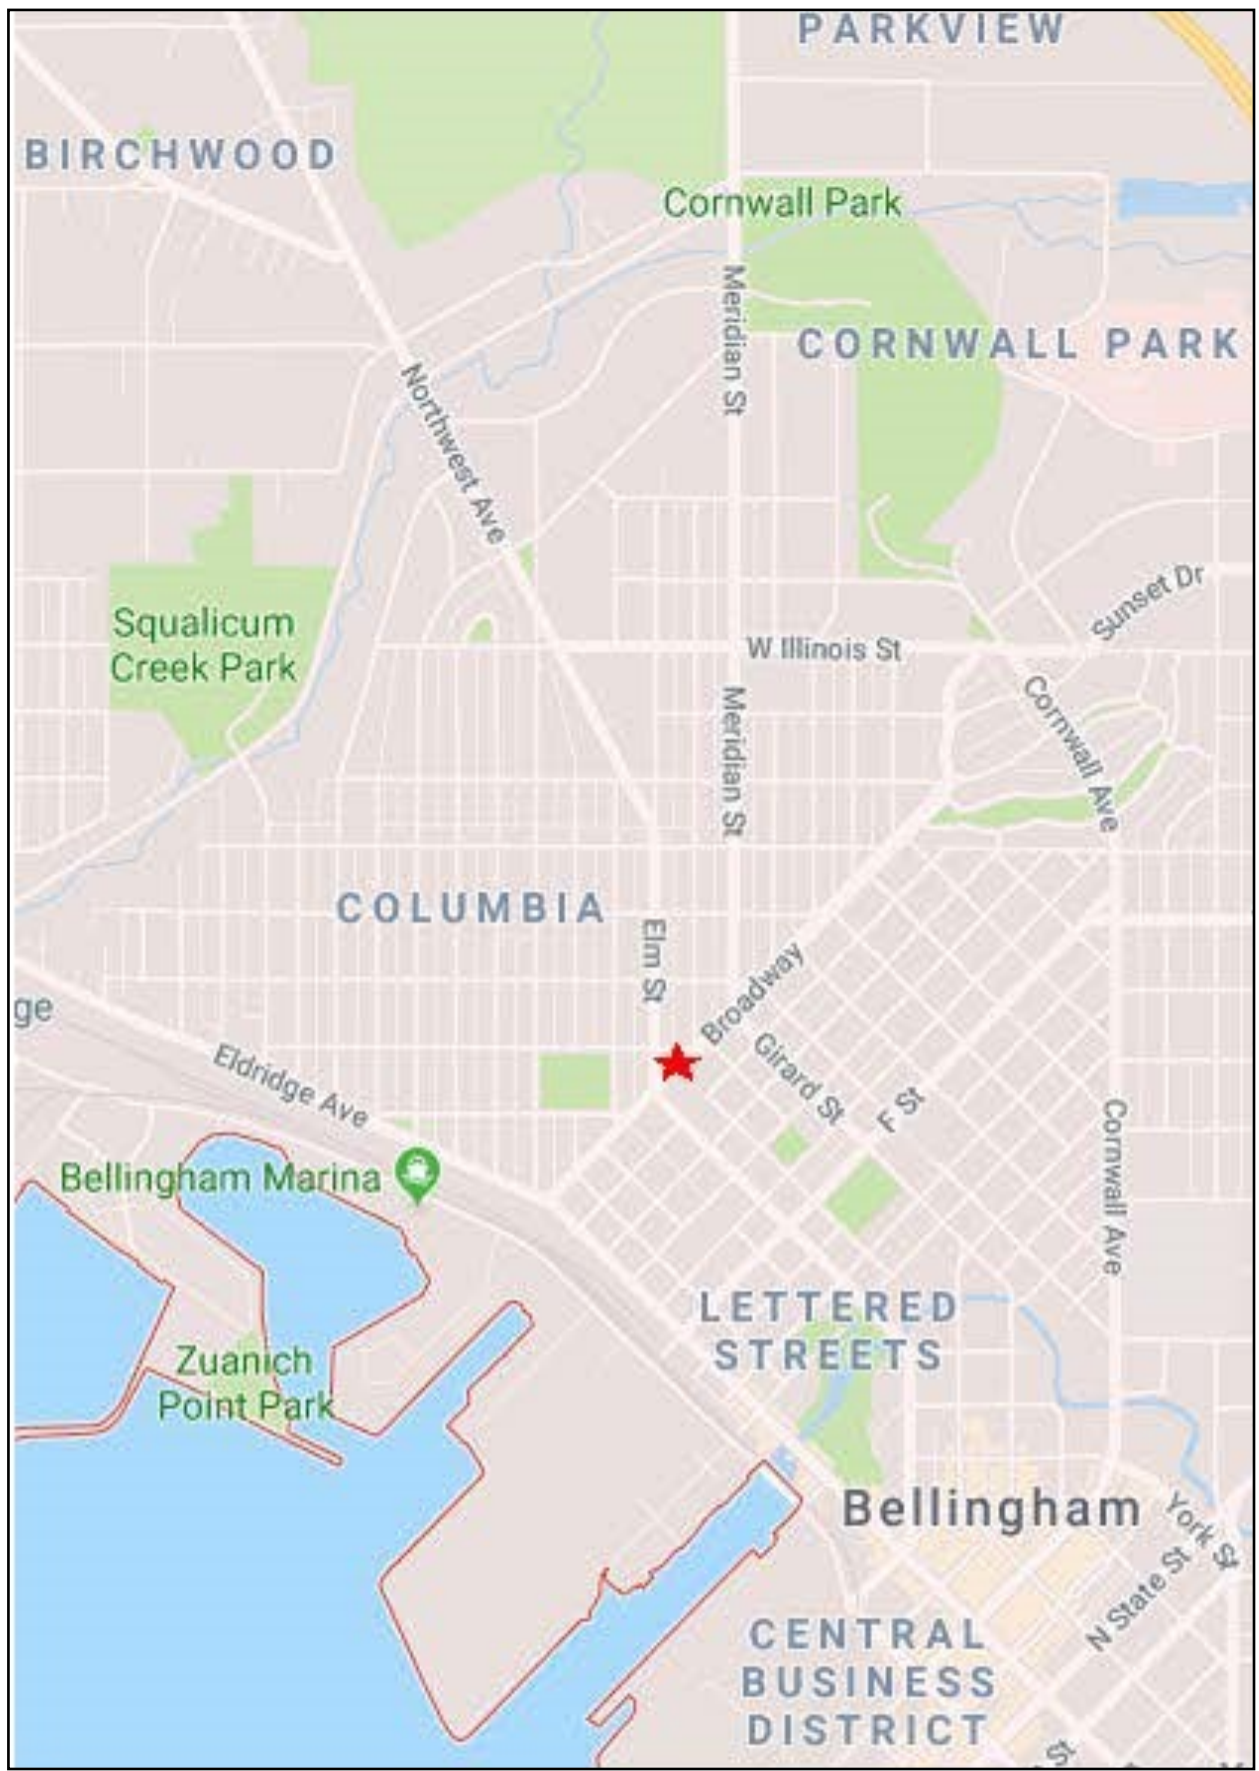 PARKVIEW
BIRCHWOOD
Cornwall Park
Meridian St
CORNWALL PARK
Northwest Ave
Squalicum
Creek Park
Sunset Dr
W Illinois St
Meridian St
Cornwall Ave
COLUMBIA
Elm St
Broadway
ge
Girard St
Eldridge Ave
F St
Cornwall Ave
Bellingham Marina
LETTERED
STREETS
Zuanich
Point Park
Bellingham
York St
N State St
CENTRAL
BUSINESS
DISTRICT
St